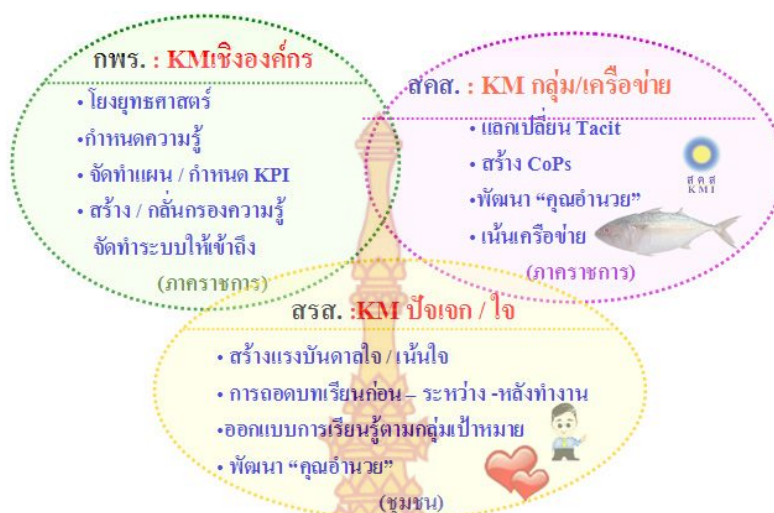 กพร. : KMเชิงองค์กร
• โยงยุทธศาสตร์
•กำหนดความรู้
• จัดทำแผน / กำหนด KPI
• สร้าง / กลั่นกรองความรู้
จัดทำระบบให้เข้าถึง
(ภาคราชการ)
สคส. : KM กลุ่ม/เครือข่าย
• แลกเปลี่ยน Tacit
• สร้าง CoPs
•พัฒนา “คุณอำนวย”
• เน้นเครือข่าย
(ภาคราชการ)
ส ค ส
K M I
สรส. :KM ปัจเจก / ใจ
• สร้างแรงบันดาลใจ / เน้นใจ
• การถอดบทเรียนก่อน – ระหว่าง -หลังทำงาน
•ออกแบบการเรียนรู้ตามกลุ่มเป้าหมาย
• พัฒนา “คุณอำนวย”
(ชุมชน)